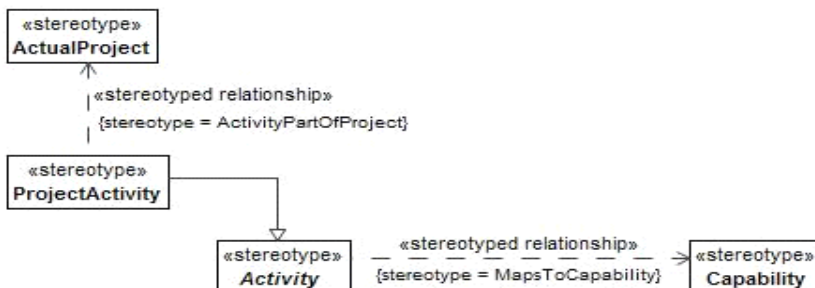 «stereotype»
ActualProject
«stereotyped relationship»
{stereotype = ActivityPartOfProject}
«stereotype»
ProjectActivity
«stereotype»
Activity
«stereotyped relationship»
{stereotype = MapsToCapability}
«stereotype»
Capability